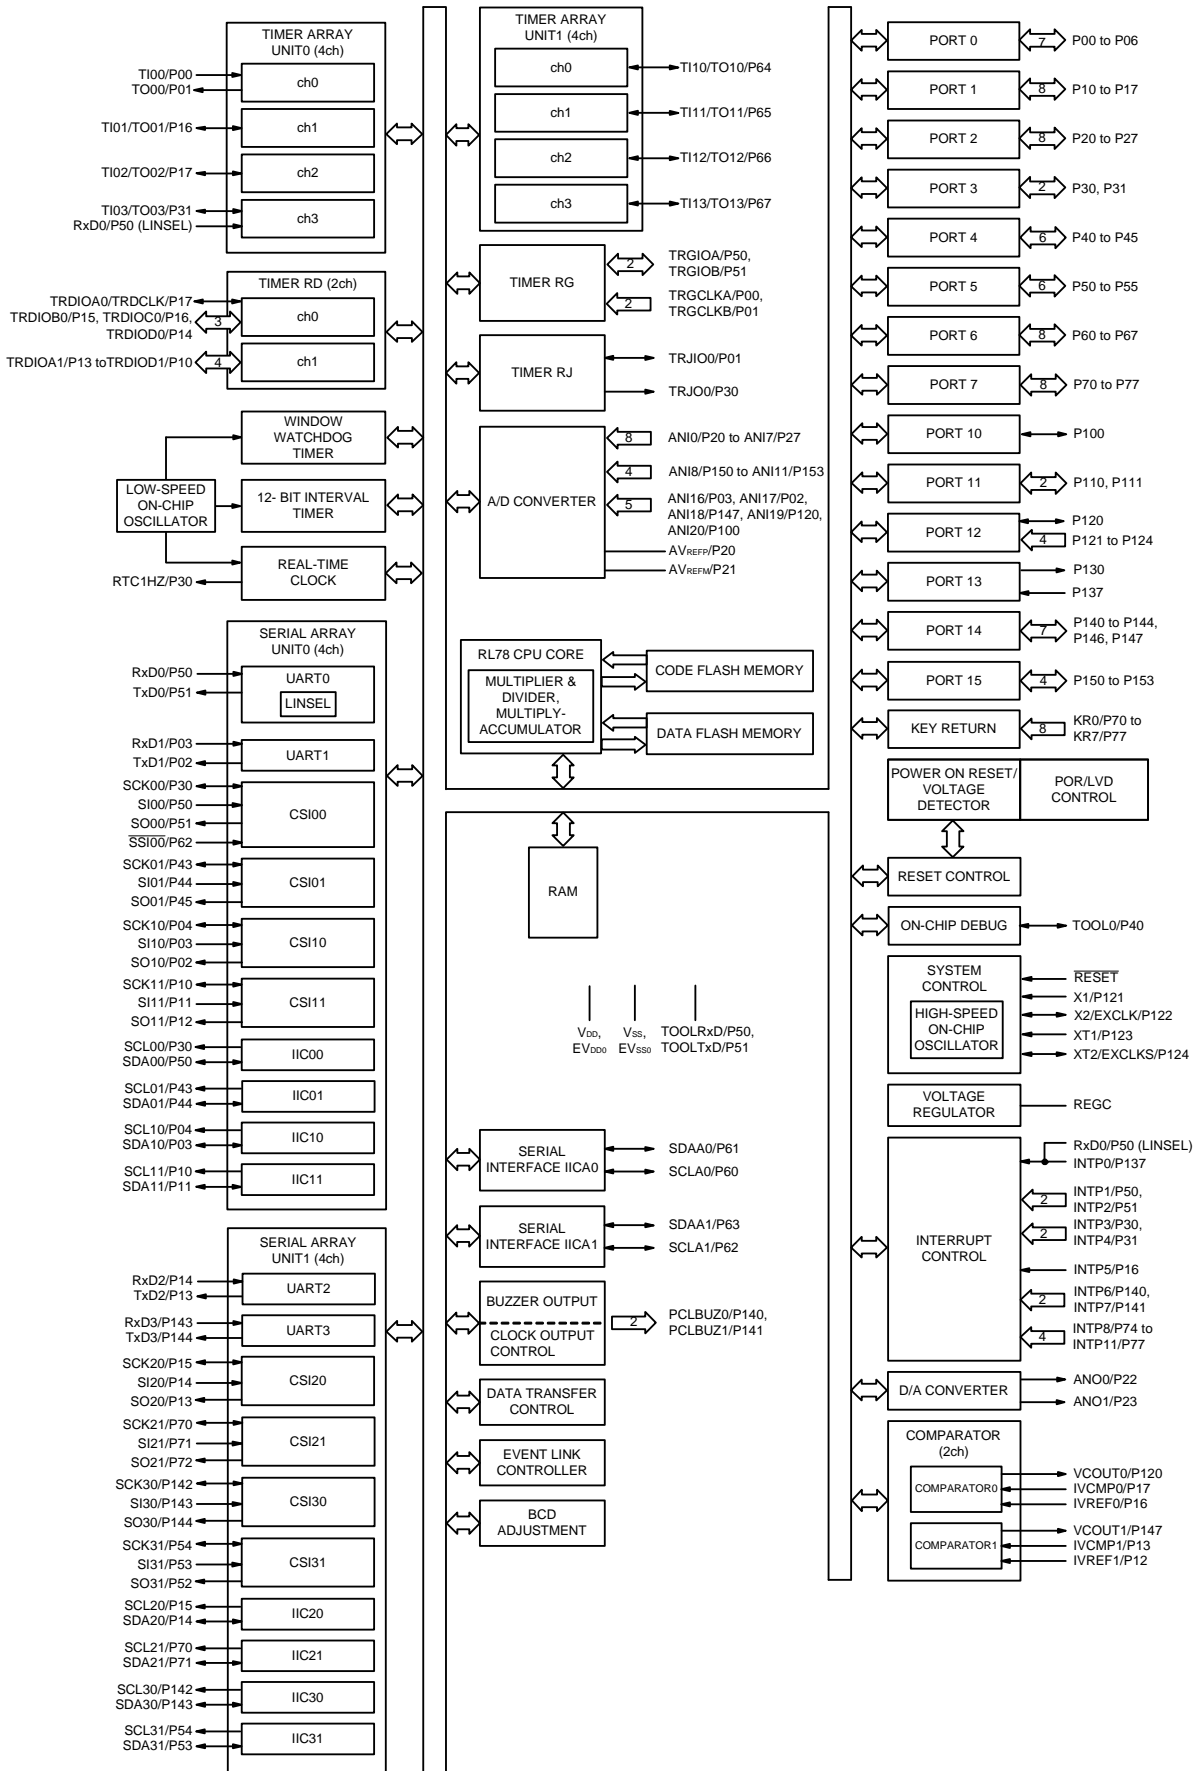 TIMER ARRAY
UNIT0 (4ch)
TI00/P00
TO00/P01
ch0
TI01/TO01/P16
ch1
TI02/TO02/P17
ch2
TI03/TO03/P31
RxD0/P50 (LINSEL)
ch3
TIMER RD (2ch)
TRDIOA0/TRDCLK/P17
TRDIOB0/P15, TRDIOC0/P16,
TRDIOD0/P14
3
ch0
TRDIOA1/P13 toTRDIOD1/P10
4
ch1
WINDOW
WATCHDOG
TIMER
LOW-SPEED
ON-CHIP
OSCILLATOR
12- BIT INTERVAL
TIMER
REAL-TIME
CLOCK
RTC1HZ/P30
SERIAL ARRAY
UNIT0 (4ch)
RxD0/P50
TxD0/P51
UART0
LINSEL
RxD1/P03
TxD1/P02
UART1
SCK00/P30
SI00/P50
SO00/P51
SSI00/P62
CSI00
SCK01/P43
SI01/P44
SO01/P45
CSI01
SCK10/P04
SI10/P03
SO10/P02
CSI10
SCK11/P10
SI11/P11
SO11/P12
CSI11
SCL00/P30
SDA00/P50
IIC00
SCL01/P43
SDA01/P44
IIC01
SCL10/P04
SDA10/P03
IIC10
SCL11/P10
SDA11/P11
IIC11
SERIAL ARRAY
UNIT1 (4ch)
RxD2/P14
TxD2/P13
UART2
RxD3/P143
TxD3/P144
UART3
SCK20/P15
SI20/P14
SO20/P13
CSI20
SCK21/P70
SI21/P71
SO21/P72
CSI21
SCK30/P142
SI30/P143
SO30/P144
CSI30
SCK31/P54
SI31/P53
SO31/P52
CSI31
SCL20/P15
SDA20/P14
IIC20
SCL21/P70
SDA21/P71
IIC21
SCL30/P142
SDA30/P143
IIC30
SCL31/P54
SDA31/P53
IIC31
TIMER ARRAY
UNIT1 (4ch)
ch0
TI10/TO10/P64
ch1
TI11/TO11/P65
ch2
TI12/TO12/P66
ch3
TI13/TO13/P67
TIMER RG
2
TRGIOA/P50,
TRGIOB/P51
2
TRGCLKA/P00,
TRGCLKB/P01
TIMER RJ
TRJIO0/P01
TRJO0/P30
A/D CONVERTER
8
ANI0/P20 to ANI7/P27
4
ANI8/P150 to ANI11/P153
5
ANI16/P03, ANI17/P02,
ANI18/P147, ANI19/P120,
ANI20/P100
AVREFP/P20
AVREFM/P21
RL78 CPU CORE
MULTIPLIER &
DIVIDER,
MULTIPLY-
ACCUMULATOR
CODE FLASH MEMORY
DATA FLASH MEMORY
RAM
VDD,
EVDD0
VSS,
EVSS0
TOOLRxD/P50,
TOOLTxD/P51
SERIAL
INTERFACE IICA0
SDAA0/P61
SCLA0/P60
SERIAL
INTERFACE IICA1
SDAA1/P63
SCLA1/P62
BUZZER OUTPUT
CLOCK OUTPUT
CONTROL
2
PCLBUZ0/P140,
PCLBUZ1/P141
DATA TRANSFER
CONTROL
EVENT LINK
CONTROLLER
BCD
ADJUSTMENT
PORT 0
7
P00 to P06
PORT 1
8
P10 to P17
PORT 2
8
P20 to P27
PORT 3
2
P30, P31
PORT 4
6
P40 to P45
PORT 5
6
P50 to P55
PORT 6
8
P60 to P67
PORT 7
8
P70 to P77
PORT 10
P100
PORT 11
2
P110, P111
PORT 12
P120
4
P121 to P124
PORT 13
P130
P137
PORT 14
7
P140 to P144,
P146, P147
PORT 15
4
P150 to P153
KEY RETURN
8
KR0/P70 to
KR7/P77
POWER ON RESET/
VOLTAGE
DETECTOR
POR/LVD
CONTROL
RESET CONTROL
ON-CHIP DEBUG
TOOL0/P40
SYSTEM
CONTROL
HIGH-SPEED
ON-CHIP
OSCILLATOR
RESET
X1/P121
X2/EXCLK/P122
XT1/P123
XT2/EXCLKS/P124
VOLTAGE
REGULATOR
REGC
INTERRUPT
CONTROL
RxD0/P50 (LINSEL)
INTP0/P137
2
INTP1/P50,
INTP2/P51
2
INTP3/P30,
INTP4/P31
INTP5/P16
2
INTP6/P140,
INTP7/P141
4
INTP8/P74 to
INTP11/P77
D/A CONVERTER
ANO0/P22
ANO1/P23
COMPARATOR
(2ch)
COMPARATOR0
VCOUT0/P120
IVCMP0/P17
IVREF0/P16
COMPARATOR1
VCOUT1/P147
IVCMP1/P13
IVREF1/P12